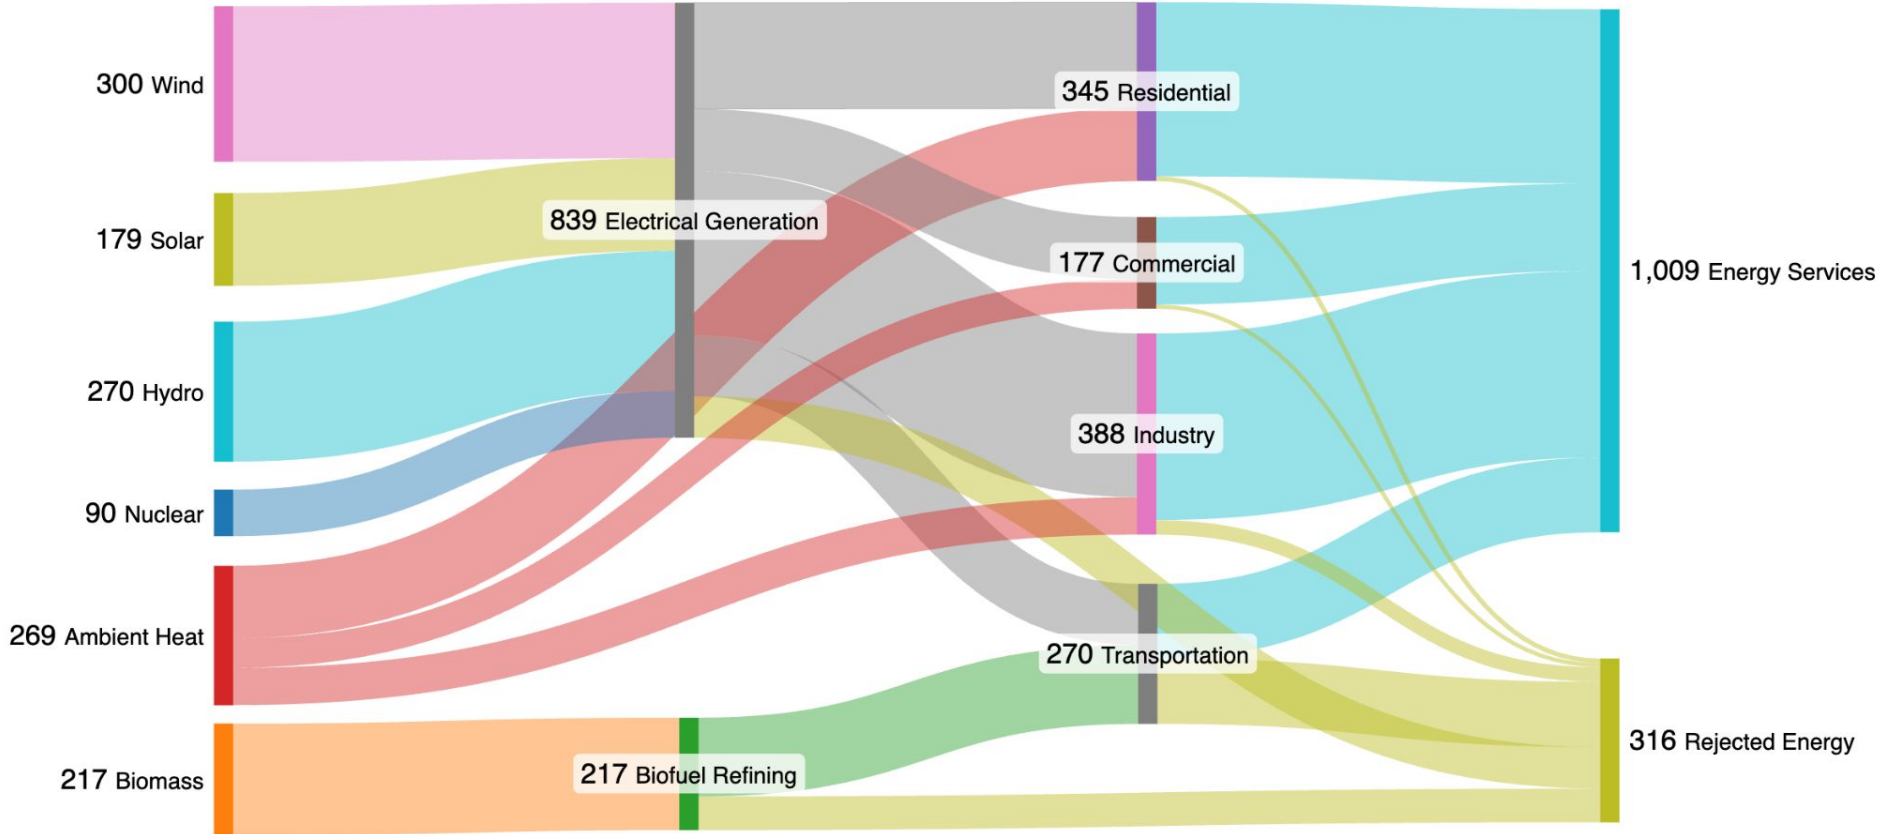 300 Wind
179 Solar
270 Hydro
90 Nuclear
269 Ambient Heat
217 Biomass
839 Electrical Generation
217 Biofuel Refining
345 Residential
177 Commercial
388 Industry
270 Transportation
1,009 Energy Services
316 Rejected Energy